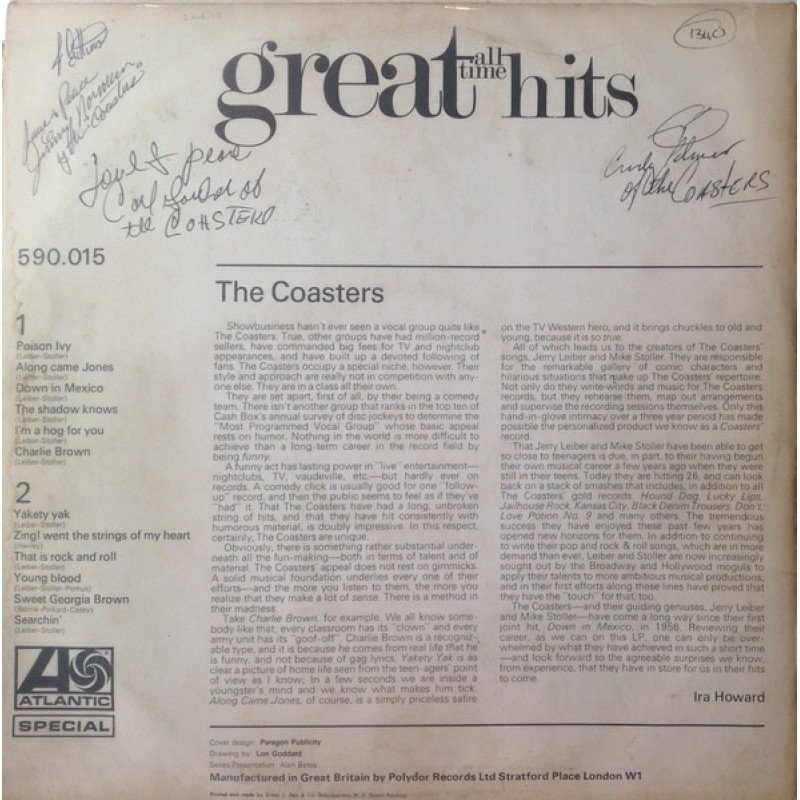 1340
great all time hits
Love & peace
Carl Gardner of
the COASTERS
of the COASTERS
590.015
The Coasters
1
Poison Ivy
(Leiber-Stoller)
Along came Jones
(Leiber-Stoller)
Down in Mexico
(Leiber-Stoller)
The shadow knows
(Leiber-Stoller)
I'm a hog for you
(Leiber-Stoller)
Charlie Brown
(Leiber-Stoller)
2
Yakety yak
(Leiber-Stoller)
Zing! went the strings of my heart
(Hanley)
That is rock and roll
(Leiber-Stoller)
Young blood
(Leiber-Stoller-Pomus)
Sweet Georgia Brown
(Bernie-Pinkard-Casey)
Searchin'
(Leiber-Stoller)
ATLANTIC
SPECIAL
Showbusiness hasn't ever seen a vocal group quite like
The Coasters. True, other groups have had million-record
sellers, have commanded big fees for TV and nightclub
appearances, and have built up a devoted following of
fans. The Coasters occupy a special niche, however. Their
style and approach are really not in competition with any-
one else. They are in a class all their own.
They are set apart, first of all, by their being a comedy
team. There isn't another group that ranks in the top ten of
Cash Box's annual survey of disc jockeys to determine the
"Most Programmed Vocal Group" whose basic appeal
rests on humor. Nothing in the world is more difficult to
achieve than a long-term career in the record field by
being funny.
A funny act has lasting power in "live" entertainment—
nightclubs, TV, vaudeville, etc.—but hardly ever on
records. A comedy click is usually good for one "follow-
up" record, and then the public seems to feel as if they've
"had" it. That The Coasters have had a long, unbroken
string of hits, and that they have hit consistently with
humorous material, is doubly impressive. In this respect,
certainly, The Coasters are unique.
Obviously, there is something rather substantial under-
neath all the fun-making—both in terms of talent and of
material. The Coasters' appeal does not rest on gimmicks.
A solid musical foundation underlies every one of their
efforts—and the more you listen to them, the more you
realize that they make a lot of sense. There is a method in
their madness.
Take Charlie Brown, for example. We all know some-
body like that; every classroom has its "clown" and every
army unit has its "goof-off". Charlie Brown is a recogniz-
able type, and it is because he comes from real life that he
is funny, and not because of gag lyrics. Yakety Yak is as
clear a picture of home life seen from the teen-agers' point
of view as I know; In a few seconds we are inside a
youngster's mind and we know what makes him tick.
Along Came Jones, of course, is a simply priceless satire
on the TV Western hero, and it brings chuckles to old and
young, because it is so true.
All of which leads us to the creators of The Coasters'
songs, Jerry Leiber and Mike Stoller. They are responsible
for the remarkable gallery of comic characters and
hilarious situations that make up The Coasters' repertoire.
Not only do they write words and music for The Coasters
records, but they rehearse them, map out arrangements
and supervise the recording sessions themselves. Only this
hand-in-glove intimacy over a three year period has made
possible the personalized product we know as a Coasters'
record.
That Jerry Leiber and Mike Stoller have been able to get
so close to teenagers is due, in part, to their having begun
their own musical career a few years ago when they were
still in their teens. Today they are hitting 26, and can look
back on a stack of smashes that includes, in addition to all
The Coasters' gold records, Hound Dog, Lucky Lips,
Jailhouse Rock, Kansas City, Black Denim Trousers, Don't,
Love Potion No. 9 and many others. The tremendous
success they have enjoyed these past few years has
opened new horizons for them. In addition to continuing
to write their pop and rock & roll songs, which are in more
demand than ever, Leiber and Stoller are now increasingly
sought out by the Broadway and Hollywood moguls to
apply their talents to more ambitious musical productions,
and in their first efforts along these lines have proved that
they have the "touch" for that, too.
The Coasters—and their guiding geniuses, Jerry Leiber
and Mike Stoller—have come a long way since their first
joint hit, Down in Mexico, in 1956. Reviewing their
career, as we can on this LP, one can only be over-
whelmed by what they have achieved in such a short time
—and look forward to the agreeable surprises we know,
from experience, that they have in store for us in their hits
to come.
Ira Howard
Cover design Paragon Publicity
Drawing by Lon Goddard
Series Presentation Alan Bates
Manufactured in Great Britain by Polydor Records Ltd Stratford Place London W1